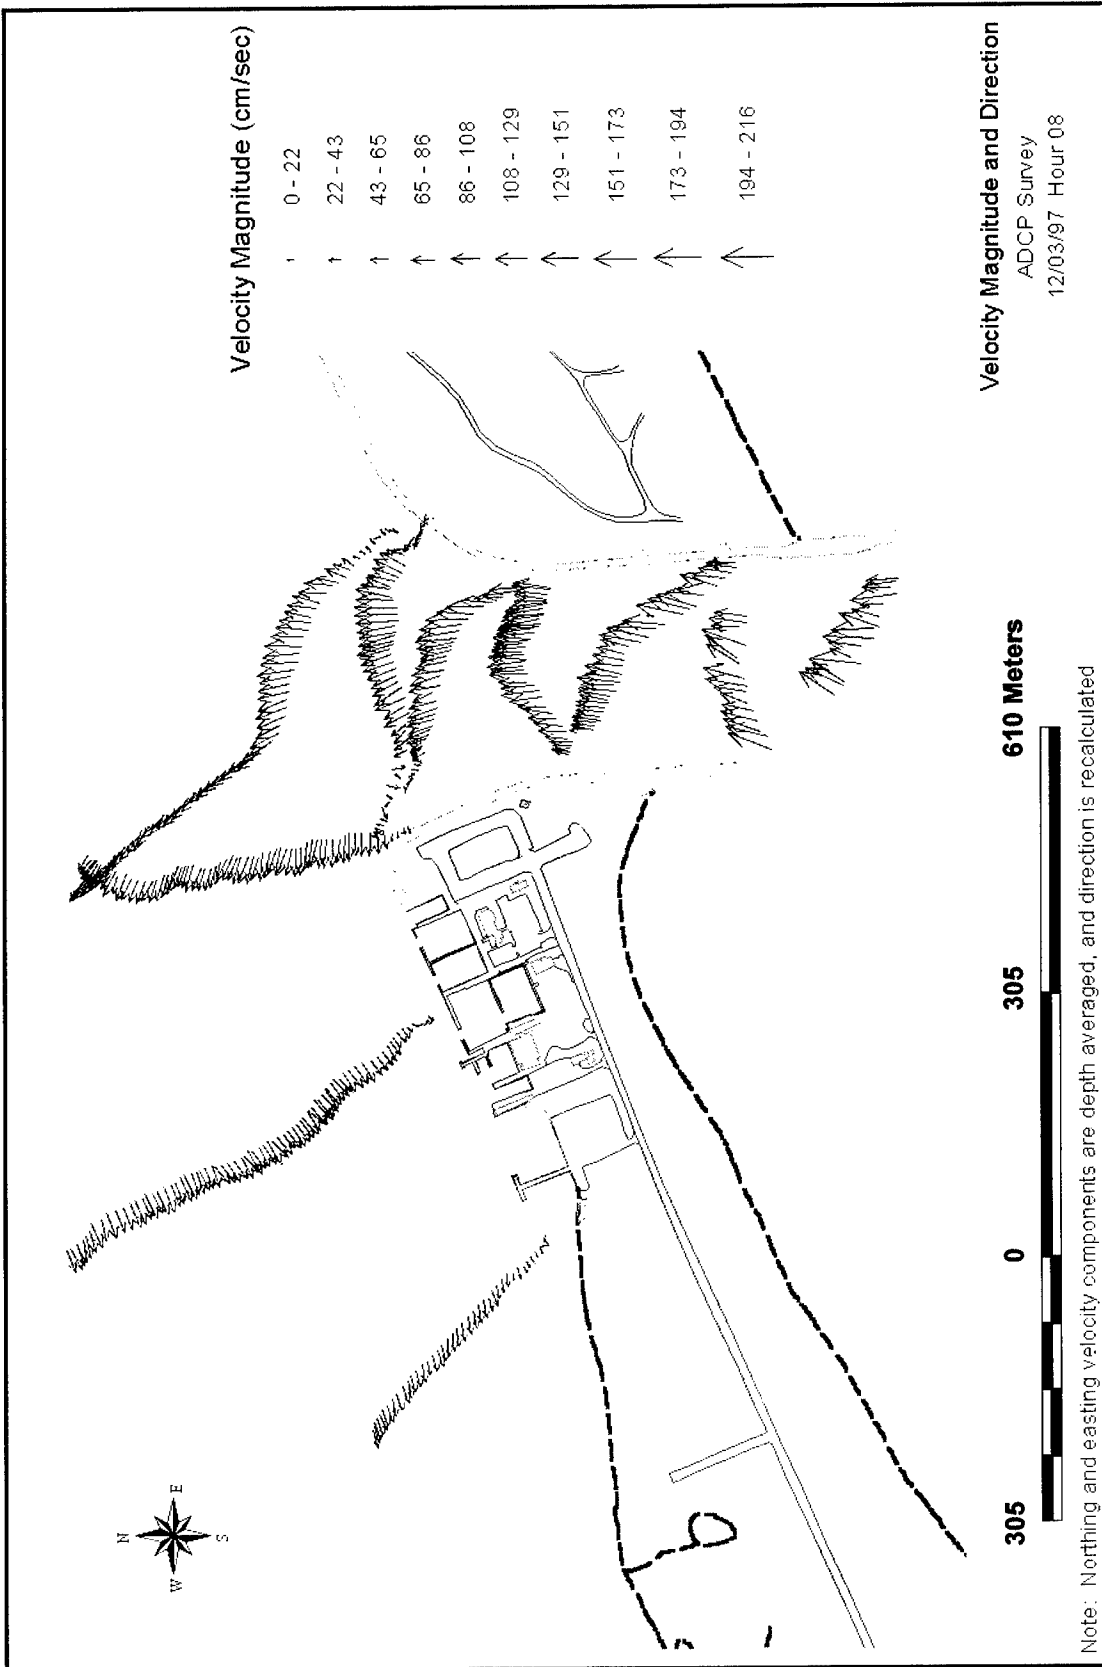 N
W
E
S
Velocity Magnitude (cm/sec)
0 - 22
22 - 43
43 - 65
65 - 86
86 - 108
108 - 129
129 - 151
151 - 173
173 - 194
194 - 216
305
0
305
610 Meters
Velocity Magnitude and Direction
ADCP Survey
12/03/97 Hour 08
Note: Northing and easting velocity components are depth averaged, and direction is recalculated